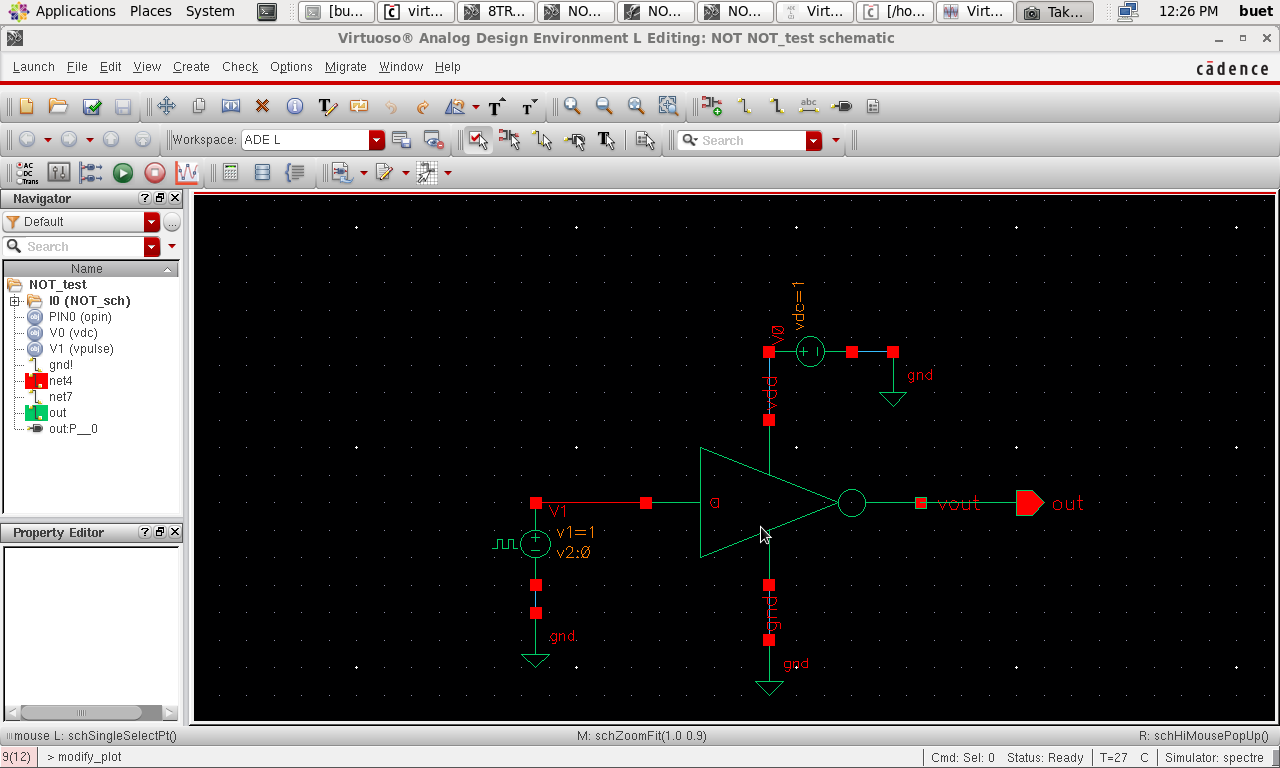 Applications Places System [bu... virt... 8TR... NO... NO... NO... Virt... [/ho... Virt... Tak... 12:26 PM buet
Virtuoso® Analog Design Environment L Editing: NOT NOT_test schematic
Launch File Edit View Create Check Options Migrate Window Help cādence
abc
Workspace: ADE L Search
AC DC Trans
Navigator
Default
Search
Name
NOT_test
I0 (NOT_sch)
PIN0 (opin)
V0 (vdc)
V1 (vpulse)
gnd!
net4
net7
out
out:P__0
Property Editor
vdc=1
V0
gnd
vdd
a
vout
out
V1
v1=1
v2:0
gnd
gnd
gnd
mouse L: schSingleSelectPt() M: schZoomFit(1.0 0.9) R: schHiMousePopUp()
9(12) > modify_plot Cmd: Sel: 0 Status: Ready T=27 C Simulator: spectre